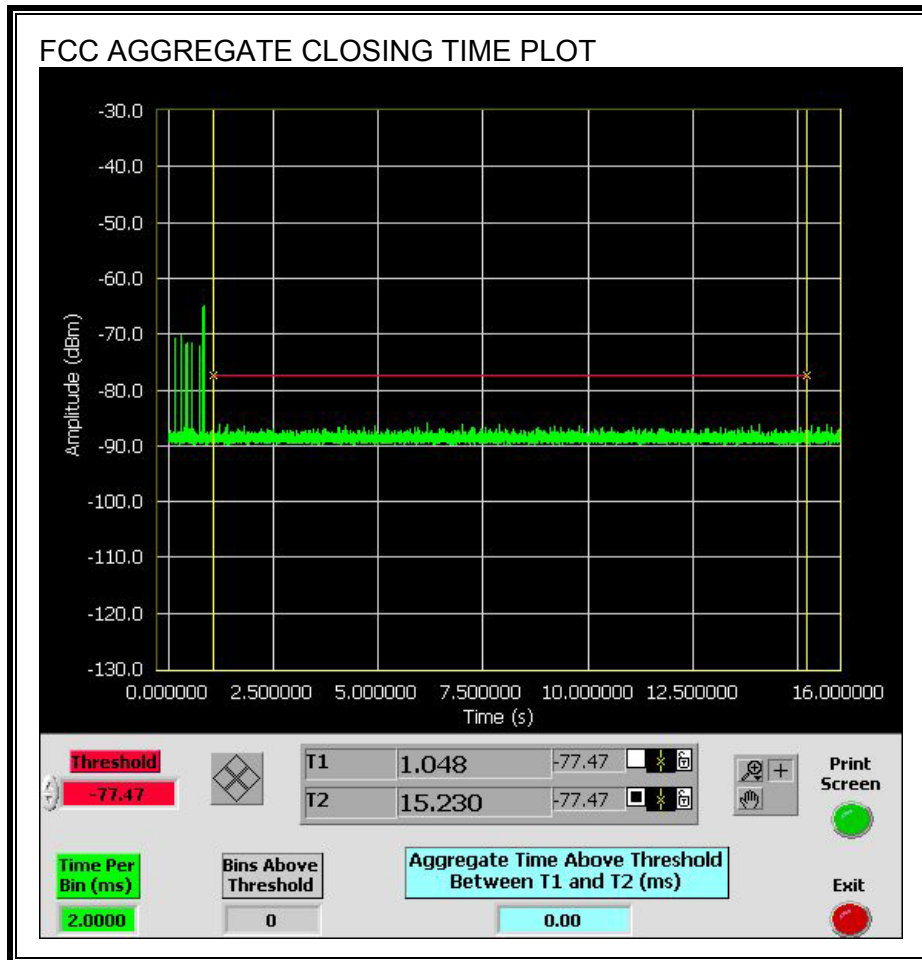 FCC AGGREGATE CLOSING TIME PLOT
-30.0
-40.0
-50.0
-60.0
-70.0
-80.0
-90.0
-100.0
-110.0
-120.0
-130.0
Amplitude (dBm)
0.000000 2.500000 5.000000 7.500000 10.000000 12.500000 16.000000
Time (s)
Threshold
-77.47
T1 1.048 -77.47
T2 15.230 -77.47
Print
Screen
Time Per
Bin (ms)
2.0000
Bins Above
Threshold
0
Aggregate Time Above Threshold
Between T1 and T2 (ms)
0.00
Exit